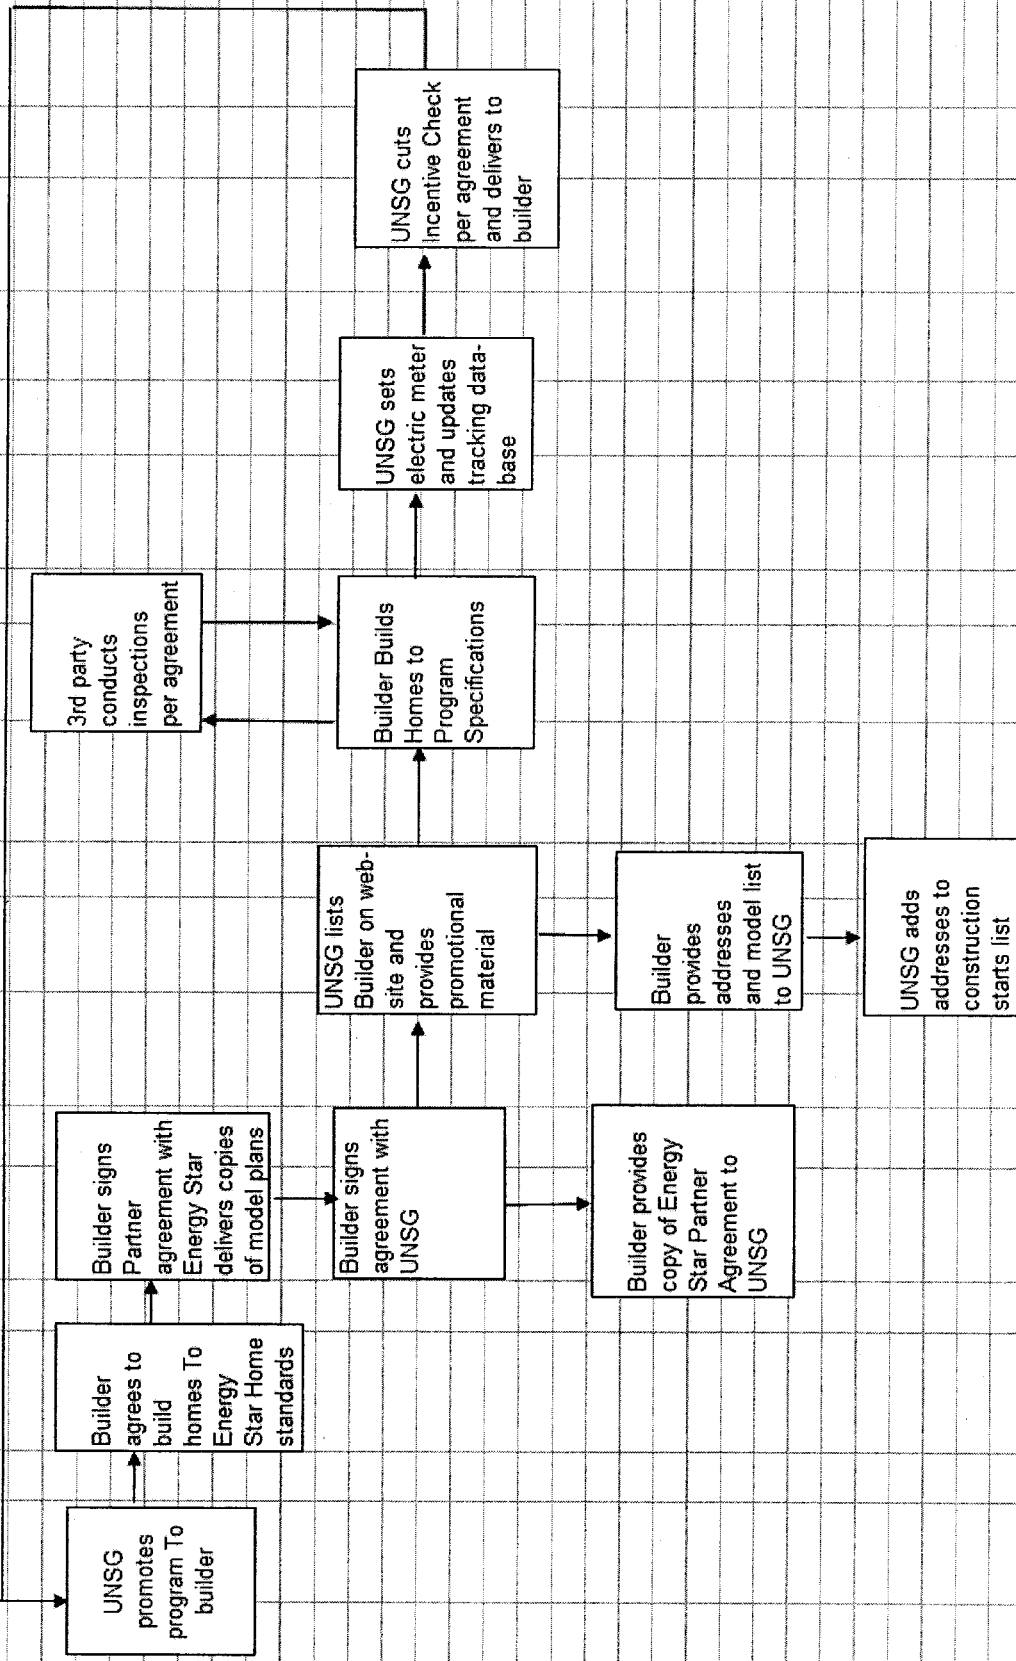 UNSG
promotes
program To
builder
Builder
agrees to
build
homes To
Energy
Star Home
standards
Builder signs
Partner
agreement with
Energy Star
delivers copies
of model plans
Builder signs
agreement with
UNSG
Builder provides
copy of Energy
Star Partner
Agreement to
UNSG
UNSG lists
Builder on web-
site and
provides
promotional
material
Builder
provides
addresses
and model list
to UNSG
UNSG adds
addresses to
construction
starts list
Builder Builds
Homes to
Program
Specifications
3rd party
conducts
inspections
per agreement
UNSG sets
electric meter
and updates
tracking data-
base
UNSG cuts
Incentive Check
per agreement
and delivers to
builder